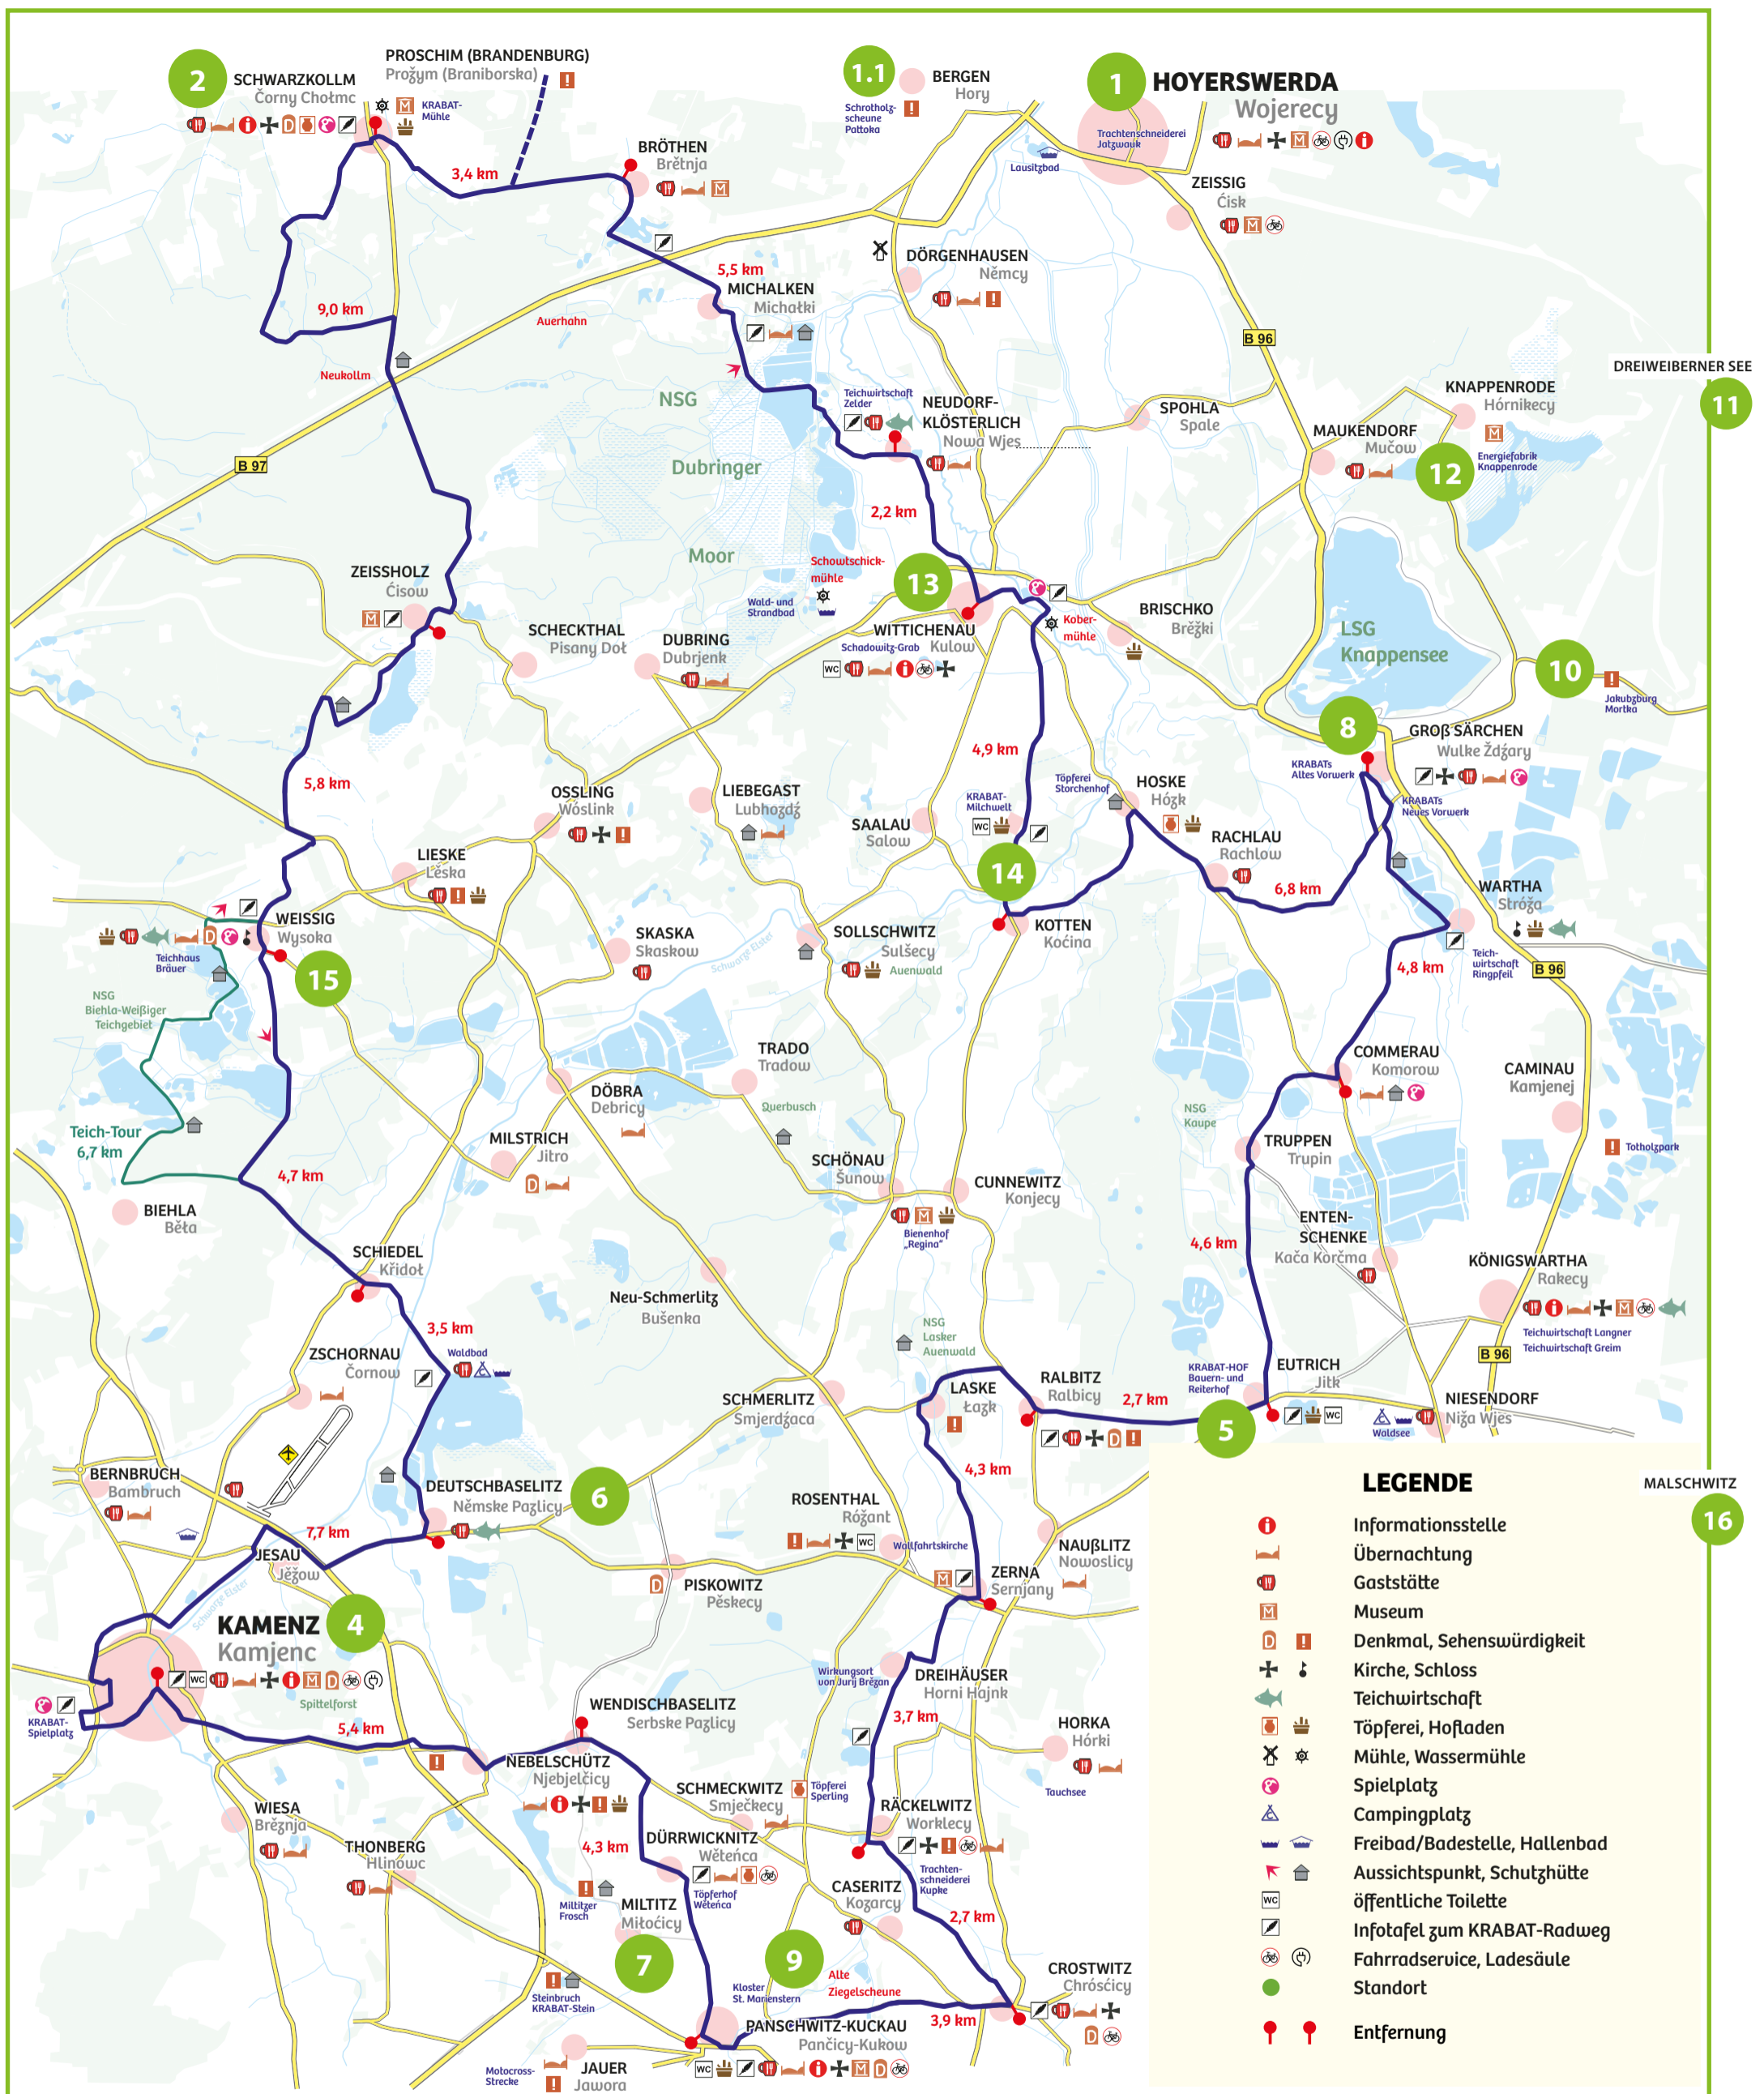 2
SCHWARZKOLLM
Čorny Chołmc
KRABAT-
Mühle
PROSCHIM (BRANDENBURG)
Prožym (Braniborska)
1.1
BERGEN
Hory
Schrotholz-
scheune
Pattoka
1
HOYERSWERDA
Wojerecy
Trachtenschneiderei
Jatzwauk
Lausitzbad
3,4 km
BRÖTHEN
Brětnja
ZEISSIG
Ćisk
DÖRGENHAUSEN
Němcy
5,5 km
MICHALKEN
Michałki
9,0 km
Auerhahn
Neukollm
B 96
B 97
DREIWEIBERNER SEE
11
KNAPPENRODE
Hórnikecy
Energiefabrik
Knappenrode
12
MAUKENDORF
Mučow
SPOHLA
Spale
Teichwirtschaft
Zelder
NEUDORF-
KLÖSTERLICH
Nowa Wjes
NSG
Dubringer
Moor
2,2 km
Schowtschick-
mühle
Wald- und
Strandbad
13
WITTICHENAU
Kulow
Schadowitz-Grab
Kober-
mühle
BRISCHKO
Brěžki
LSG
Knappensee
10
Jakubzburg
Mortka
ZEISSHOLZ
Ćisow
SCHECKTHAL
Pisany Doł
DUBRING
Dubrjenk
8
GROß SÄRCHEN
Wulke Ždźary
KRABATs
Altes Vorwerk
KRABATs
Neues Vorwerk
5,8 km
OSSLING
Wóslink
LIEBEGAST
Lubhozdź
4,9 km
Töpferei
Storchenhof
HOSKE
Hózk
KRABAT-
Milchwelt
SAALAU
Salow
RACHLAU
Rachlow
6,8 km
LIESKE
Lěska
14
KOTTEN
Koćina
WARTHA
Stróža
Teich-
wirtschaft
Ringpfeil
B 96
4,8 km
WEISSIG
Wysoka
Teichhaus
Bräuer
15
NSG
Biehla-Weißiger
Teichgebiet
SKASKA
Skaskow
Schwarze Elster
SOLLSCHWITZ
Sulšecy
Auenwald
TRADO
Tradow
COMMERAU
Komorow
CAMINAU
Kamjenej
DÖBRA
Debricy
Querbusch
NSG
Kaupe
Teich-Tour
6,7 km
MILSTRICH
Jitro
TRUPPEN
Trupin
Totholzpark
4,7 km
SCHÖNAU
Šunow
CUNNEWITZ
Konjecy
BIEHLA
Běła
Bienenhof
„Regina“
ENTEN-
SCHENKE
Kača Korčma
4,6 km
SCHIEDEL
Křidoł
KÖNIGSWARTHA
Rakecy
Teichwirtschaft Langner
Teichwirtschaft Greim
Neu-Schmerlitz
Bušenka
3,5 km
NSG
Lasker
Auenwald
B 96
ZSCHORNAU
Čornow
Waldbad
SCHMERLITZ
Smjerdźaca
LASKE
Łazk
RALBITZ
Ralbicy
2,7 km
KRABAT-HOF
Bauern- und
Reiterhof
EUTRICH
Jitk
5
Waldsee
NIESENDORF
Niža Wjes
4,3 km
BERNBRUCH
Bambruch
DEUTSCHBASELITZ
Němske Pazlicy
6
ROSENTHAL
Róžant
Wallfahrtskirche
NAUßLITZ
Nowoslicy
7,7 km
JESAU
Jěžow
Schwarze Elster
PISKOWITZ
Pěskecy
ZERNA
Sernjany
KAMENZ
Kamjenc
4
Spittelforst
KRABAT-
Spielplatz
5,4 km
Wirkungsort
von Jurij Brězan
DREIHÄUSER
Horni Hajnk
WENDISCHBASELITZ
Serbske Pazlicy
3,7 km
HORKA
Hórki
Tauchsee
NEBELSCHÜTZ
Njebjelčicy
SCHMECKWITZ
Smječkecy
Töpferei
Sperling
RÄCKELWITZ
Worklecy
WIESA
Brěznja
THONBERG
Hlinowc
4,3 km
DÜRRWICKNITZ
Wěteńca
Töpferhof
Wěteńca
Trachten-
schneiderei
Kupke
CASERITZ
Kozarcy
2,7 km
Miltitzer
Frosch
MILTITZ
Miłoćicy
7
9
Alte
Ziegelscheune
CROSTWITZ
Chrósćicy
Steinbruch
KRABAT-Stein
Kloster
St. Marienstern
3,9 km
PANSCHWITZ-KUCKAU
Pančicy-Kukow
Motocross-
Strecke
JAUER
Jawora
MALSCHWITZ
16
LEGENDE
Informationsstelle
Übernachtung
Gaststätte
Museum
Denkmal, Sehenswürdigkeit
Kirche, Schloss
Teichwirtschaft
Töpferei, Hofladen
Mühle, Wassermühle
Spielplatz
Campingplatz
Freibad/Badestelle, Hallenbad
Aussichtspunkt, Schutzhütte
WC öffentliche Toilette
Infotafel zum KRABAT-Radweg
Fahrradservice, Ladesäule
Standort
Entfernung